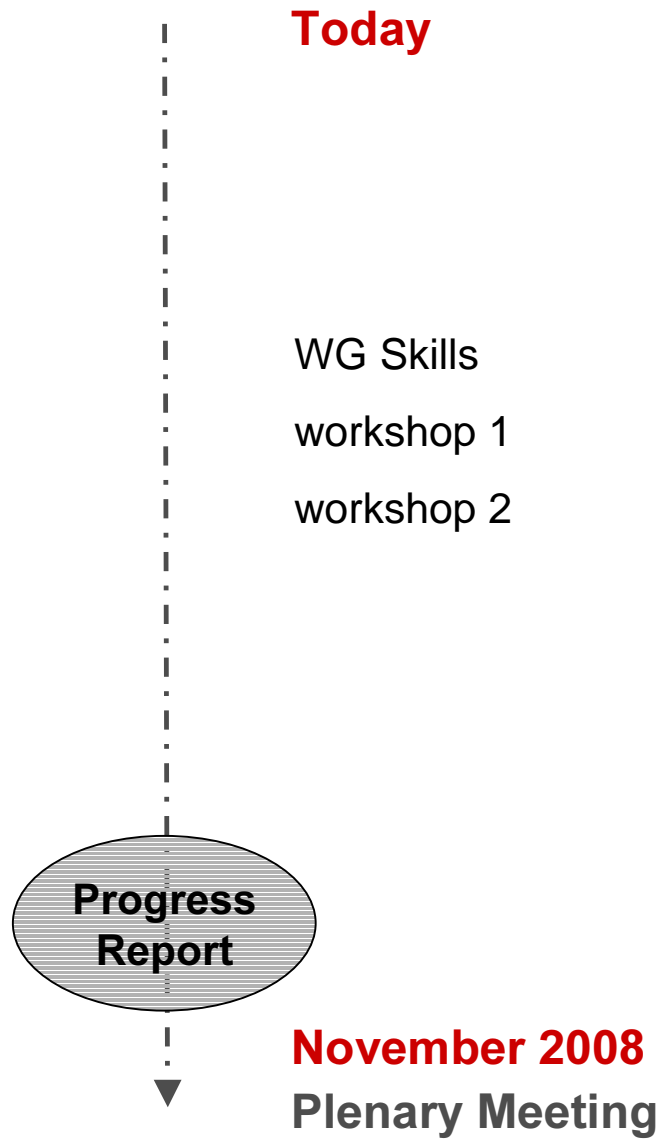 Today
WG Skills
workshop 1
workshop 2
Progress
Report
November 2008
Plenary Meeting